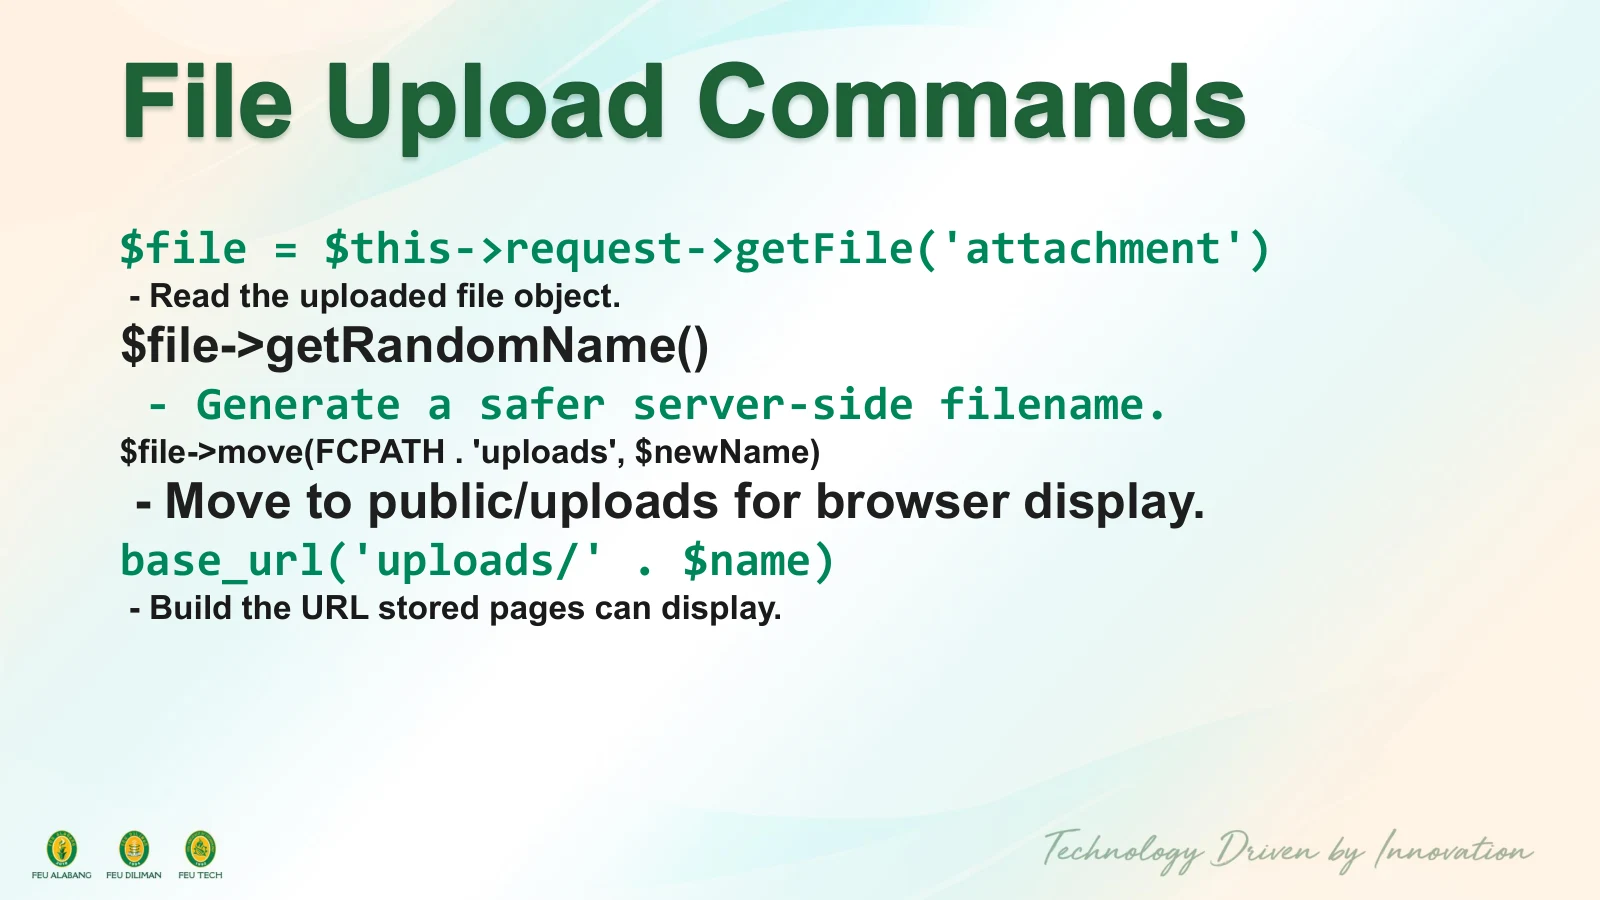 File Upload Commands
$file = $this->request->getFile('attachment')
- Read the uploaded file object.
$file->getRandomName()
- Generate a safer server-side filename.
$file->move(FCPATH . 'uploads', $newName)
- Move to public/uploads for browser display.
base_url('uploads/' . $name)
- Build the URL stored pages can display.
FEU ALABANG FEU DILIMAN FEU TECH
Technology Driven by Innovation